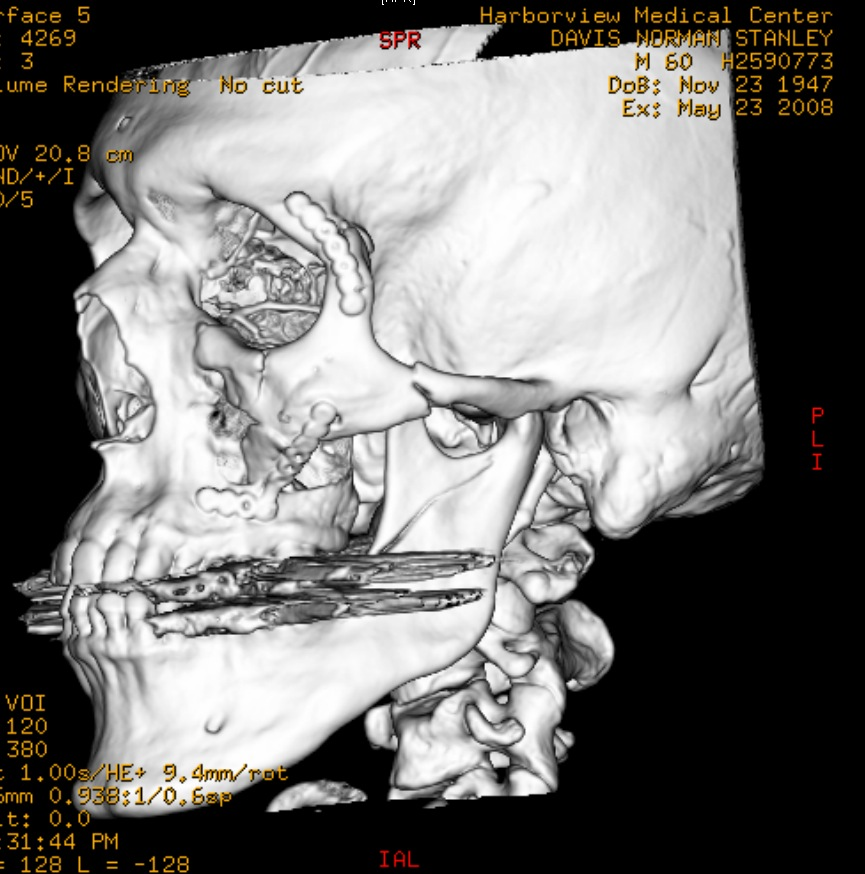 rface 5
: 4269
: 3
ume Rendering No cut
OV 20.8 cm
ND/+/I
0/5
Harborview Medical Center
DAVIS NORMAN STANLEY
M 60 H2590773
DoB: Nov 23 1947
Ex: May 23 2008
SPR
P
L
I
VOI
120
380
t 1.00s/HE+ 9.4mm/rot
mm 0.938:1/0.6sp
lt: 0.0
:31:44 PM
= 128 L = -128
IAL